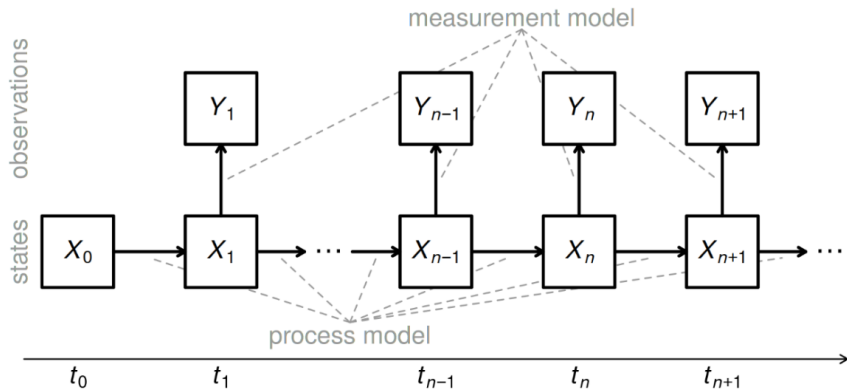 measurement model
observations
Y₁ Yₙ₋₁ Yₙ Yₙ₊₁
states
X₀ X₁ ... Xₙ₋₁ Xₙ Xₙ₊₁ ...
process model
t₀ t₁ tₙ₋₁ tₙ tₙ₊₁